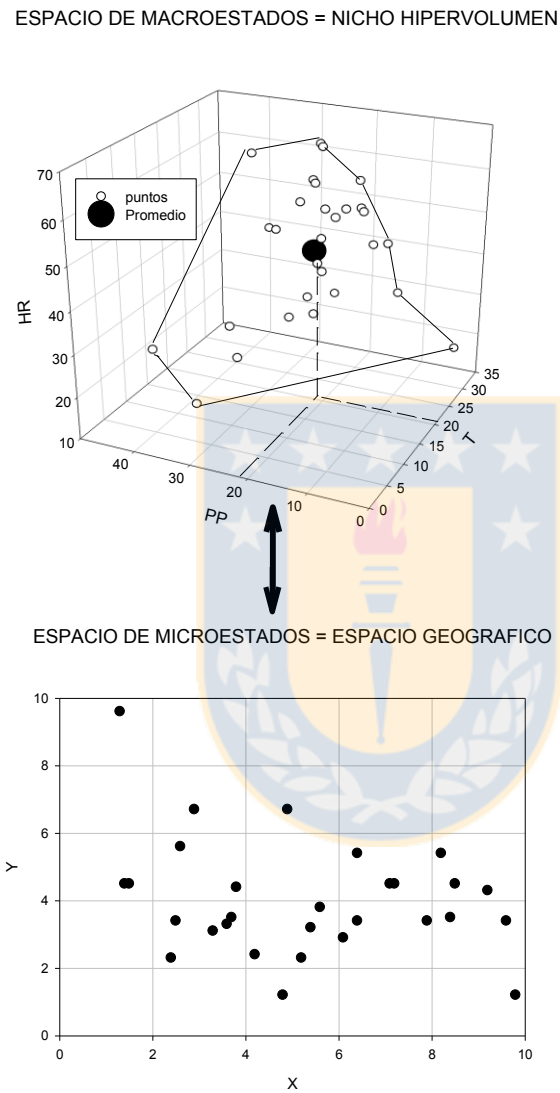 ESPACIO DE MACROESTADOS = NICHO HIPERVOLUMEN
70
60
50
40
30
20
10
HR
puntos
Promedio
40
30
20
10
0
PP
0
5
10
15
20
25
30
35
T
ESPACIO DE MICROESTADOS = ESPACIO GEOGRAFICO
10
8
6
4
2
0
Y
0 2 4 6 8 10
X